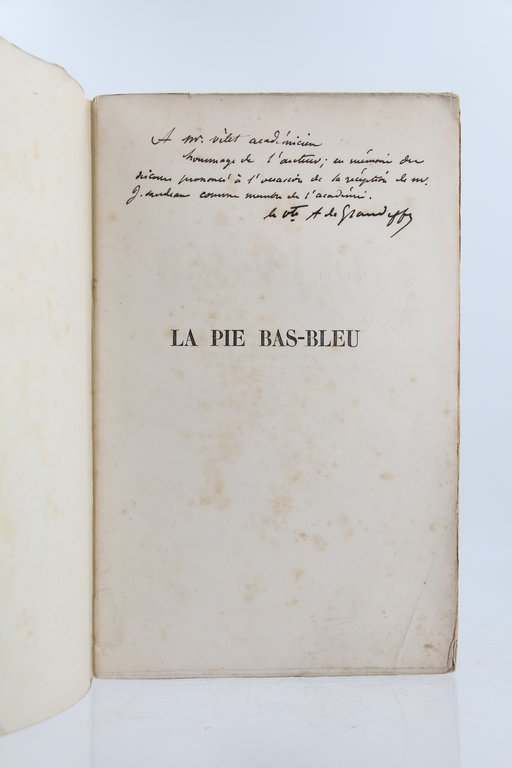 A mr. vitet académicien
hommage de l'auteur; en mémoire du
discours prononcé à l'occasion de la réception de m.
J. sandeau comme membre de l'académie.
le vte A de Grandeffe
LA PIE BAS-BLEU